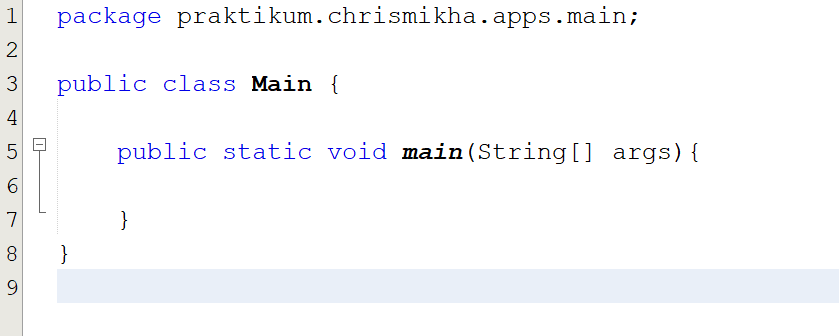 1 package praktikum.chrismikha.apps.main;
2
3 public class Main {
4
5 public static void main(String[] args){
6
7 }
8 }
9